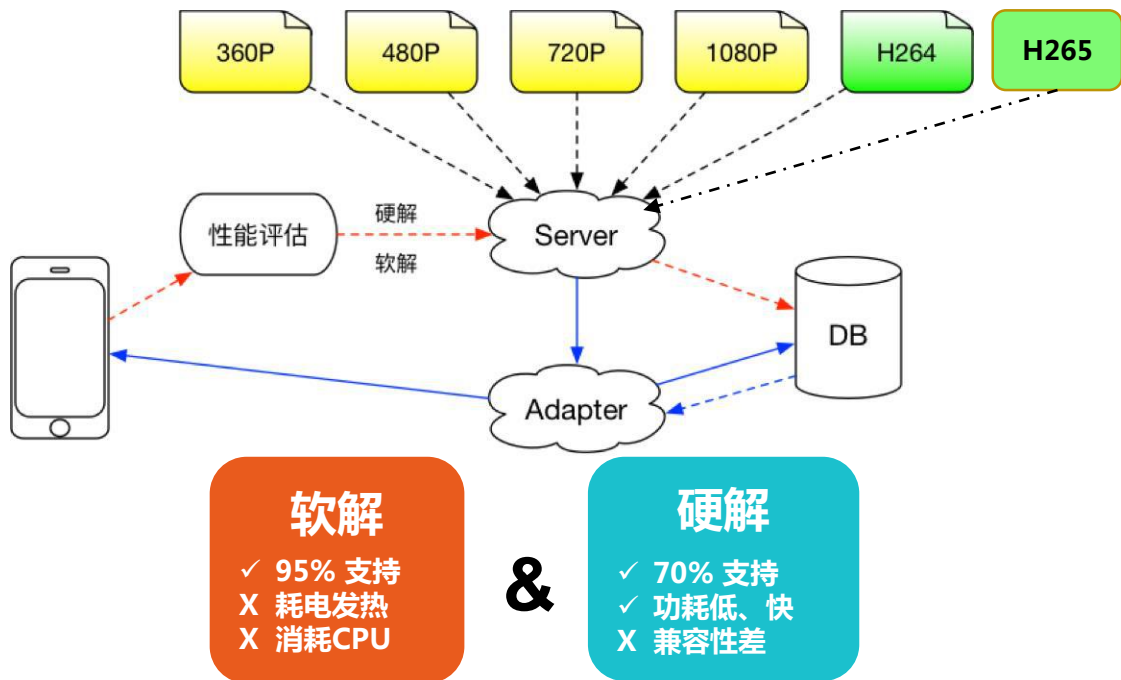 360P
480P
720P
1080P
H264
H265
硬解
性能评估
Server
软解
DB
Adapter
软解
✓ 95% 支持
X 耗电发热
X 消耗CPU
&
硬解
✓ 70% 支持
✓ 功耗低、快
X 兼容性差